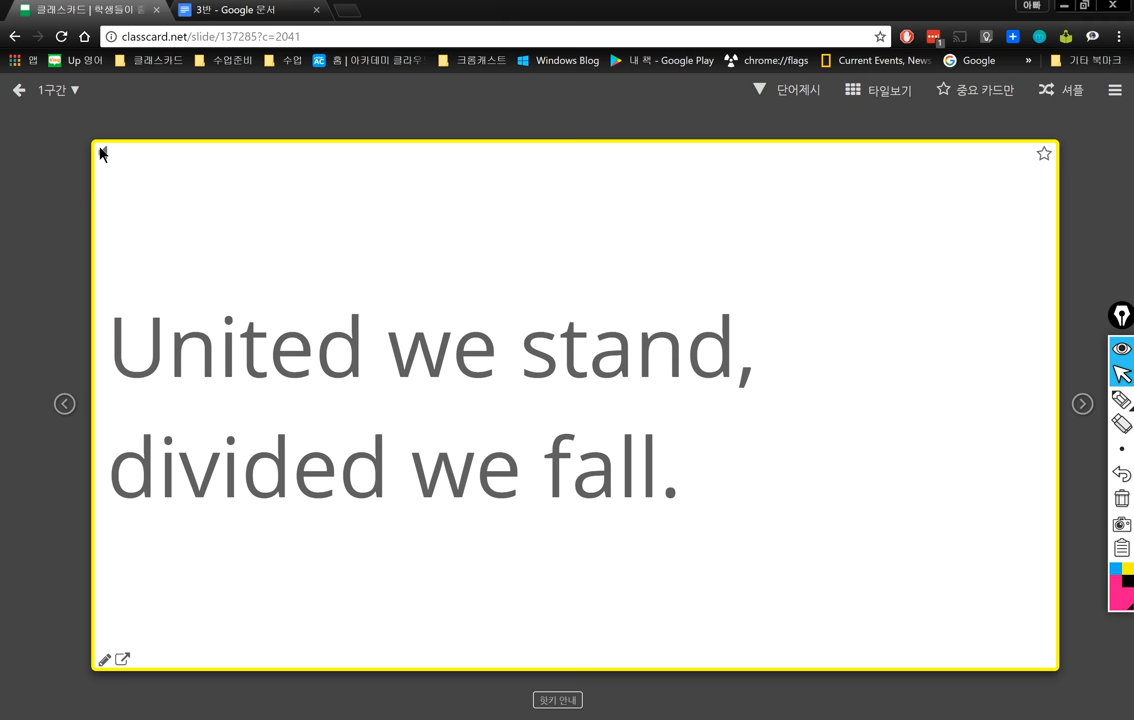 클래스카드 | 학생들이 줄
3반 - Google 문서
아빠
classcard.net/slide/137285?c=2041
앱
Up 영어
클래스카드
수업준비
수업
AC
홈 | 아카데미 클라우
크롬캐스트
Windows Blog
내 책 - Google Play
chrome://flags
Current Events, News
Google
»
기타 북마크
1
1구간 ▼
▼ 단어제시
타일보기
중요 카드만
셔플
United we stand,
divided we fall.
핫키 안내